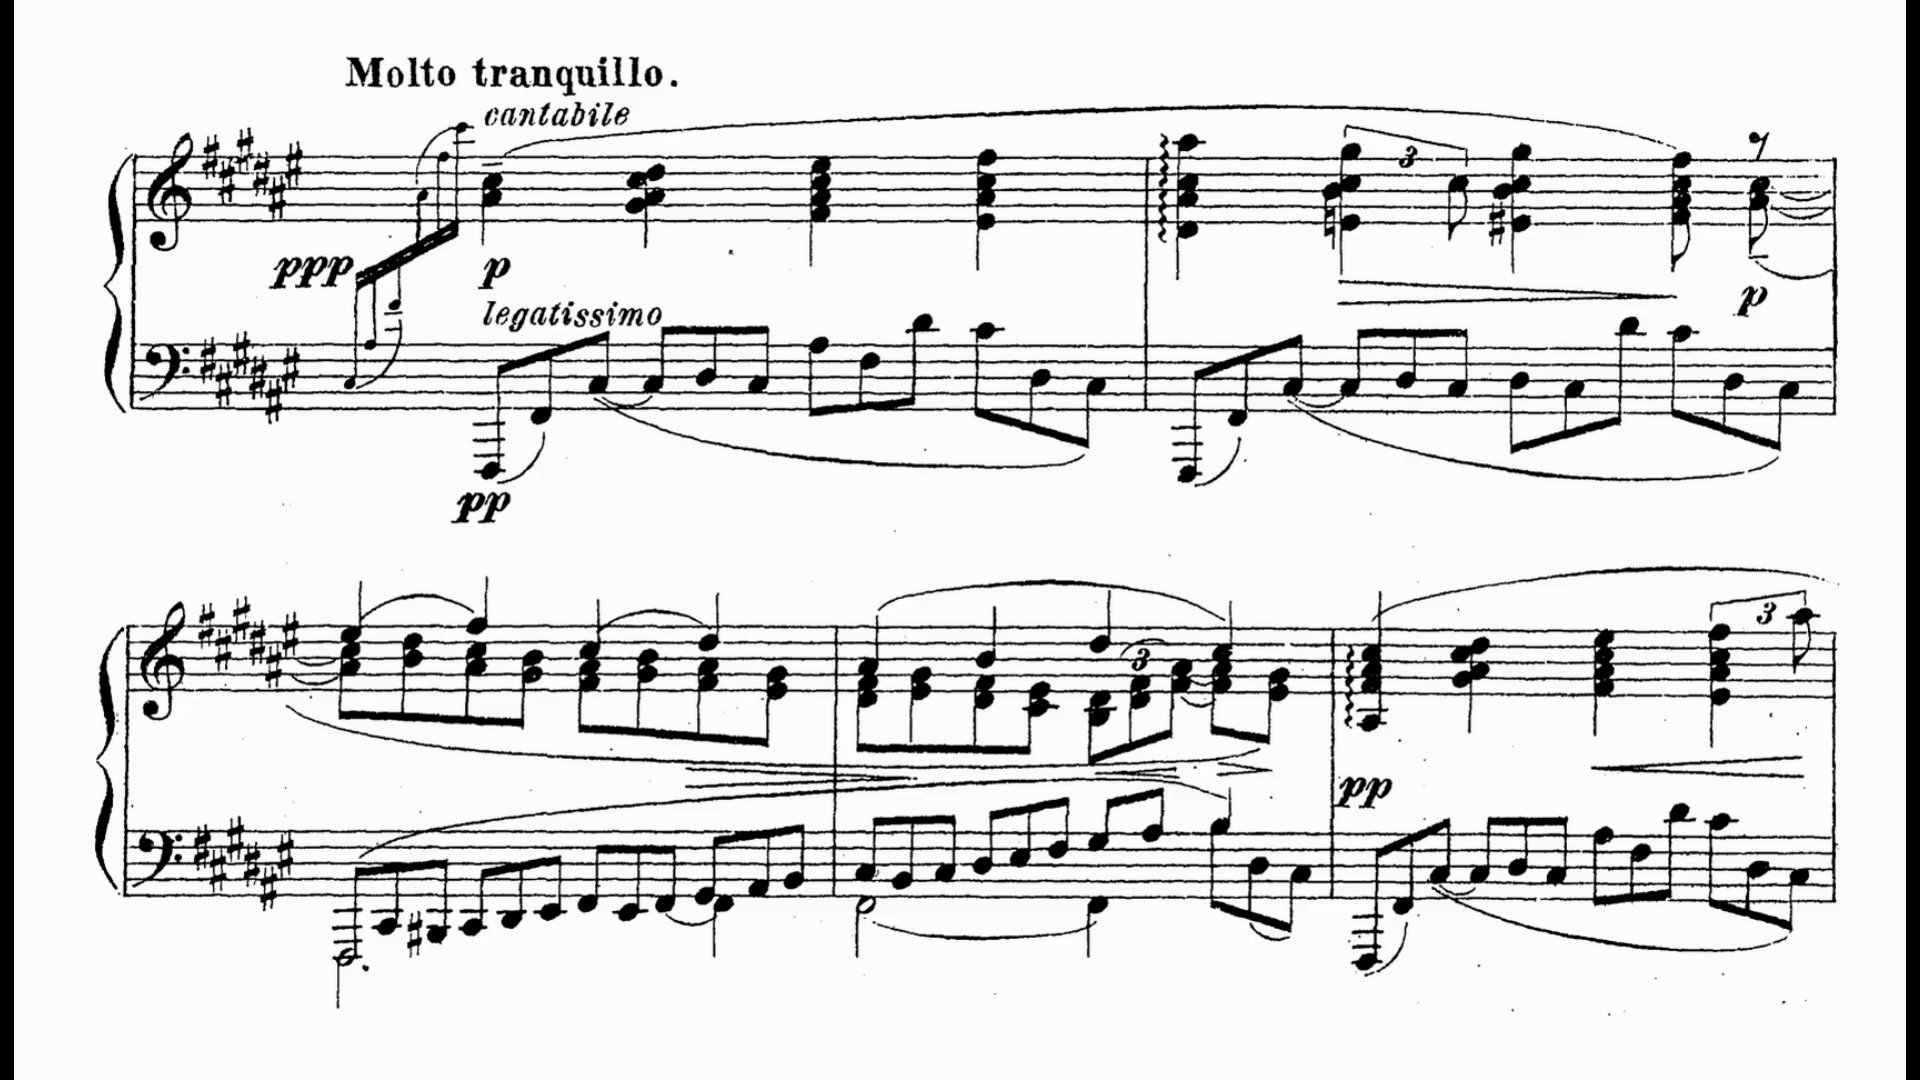 Molto tranquillo.
cantabile
3
ppp p p
legatissimo
pp
3 3
pp